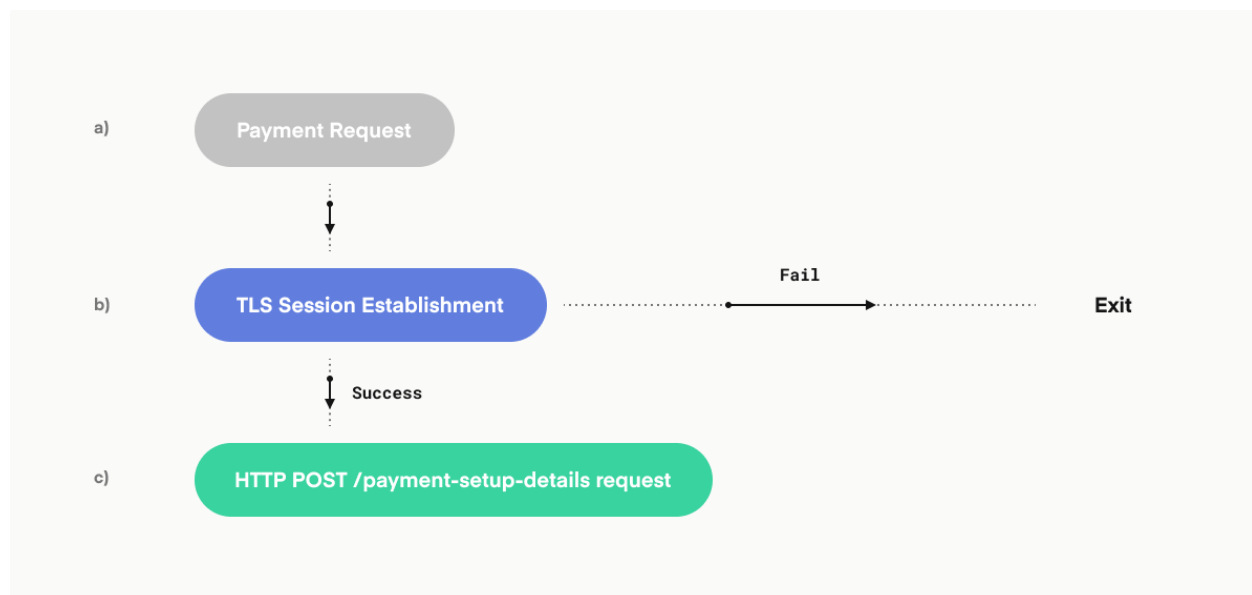 a)
Payment Request
b)
TLS Session Establishment
Fail
Exit
Success
c)
HTTP POST /payment-setup-details request